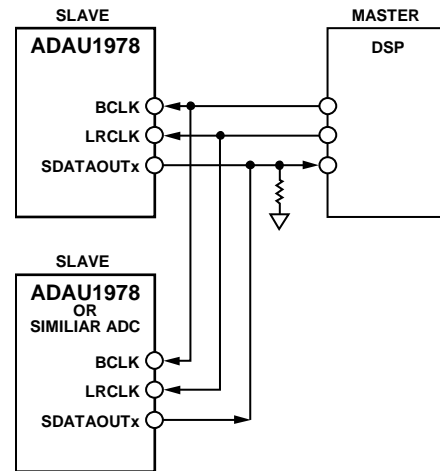 SLAVE
ADAU1978
BCLK
LRCLK
SDATAOUTx
MASTER
DSP
SLAVE
ADAU1978
OR
SIMILIAR ADC
BCLK
LRCLK
SDATAOUTx